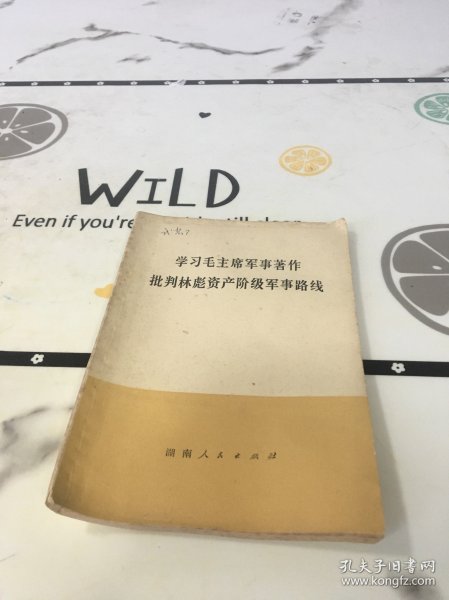 WILD
Even if you're
学习毛主席军事著作
批判林彪资产阶级军事路线
湖南人民出版社
孔夫子旧书网
www.kongfz.com